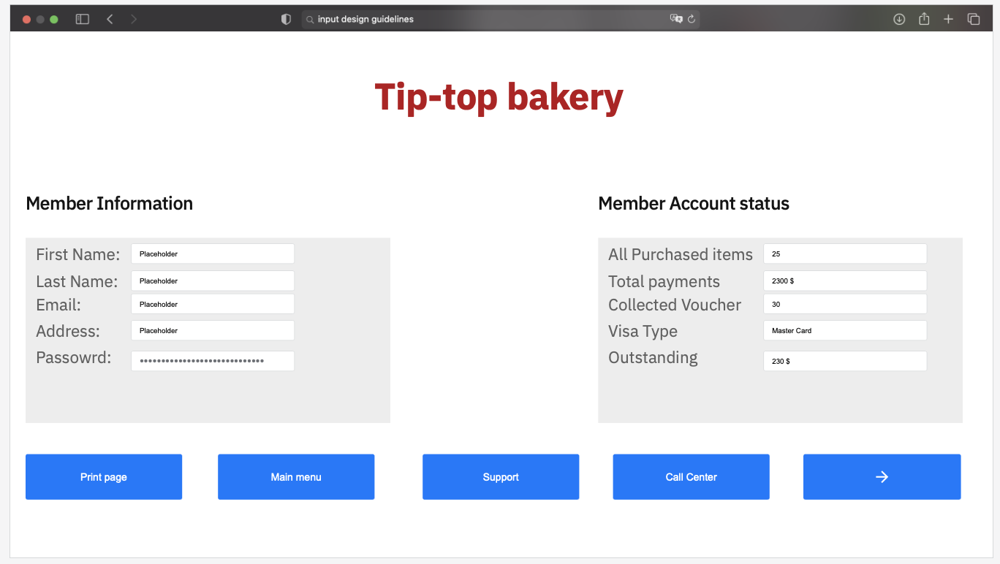 input design guidelines
Tip-top bakery
Member Information
First Name: Placeholder
Last Name: Placeholder
Email: Placeholder
Address: Placeholder
Passowrd: •••••••••••••••••••••••••••••
Member Account status
All Purchased items 25
Total payments 2300 $
Collected Voucher 30
Visa Type Master Card
Outstanding 230 $
Print page
Main menu
Support
Call Center